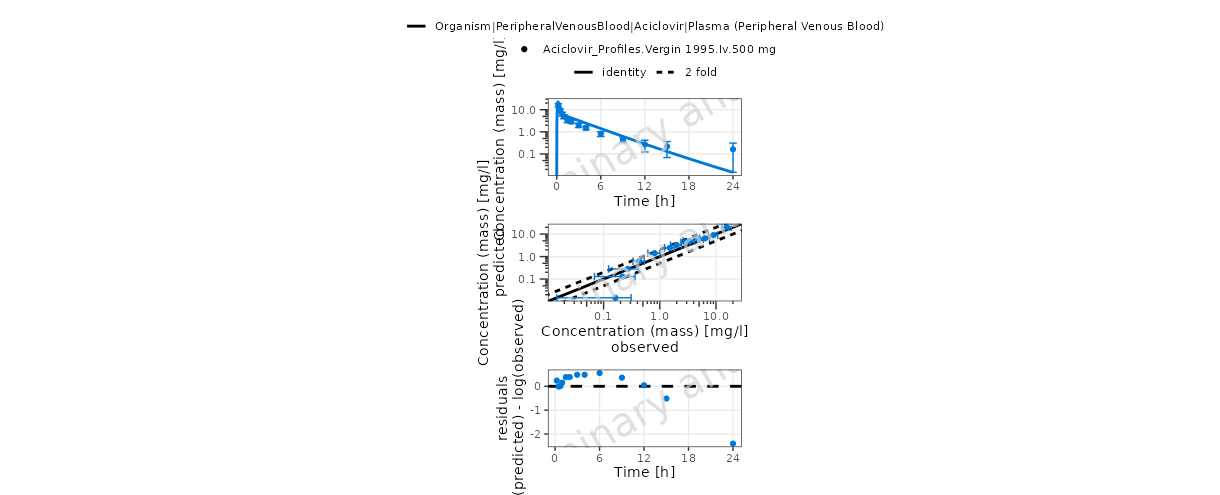 Organism|PeripheralVenousBlood|Aciclovir|Plasma (Peripheral Venous Blood)
Aciclovir_Profiles.Vergin 1995.Iv.500 mg
identity 2 fold
Concentration (mass) [mg/l]
10.0
1.0
0.1
0 6 12 18 24
Time [h]
Concentration (mass) [mg/l]
predicted
10.0
1.0
0.1
0.1 1.0 10.0
Concentration (mass) [mg/l]
observed
residuals
(predicted) - log(observed)
0
-1
-2
0 6 12 18 24
Time [h]